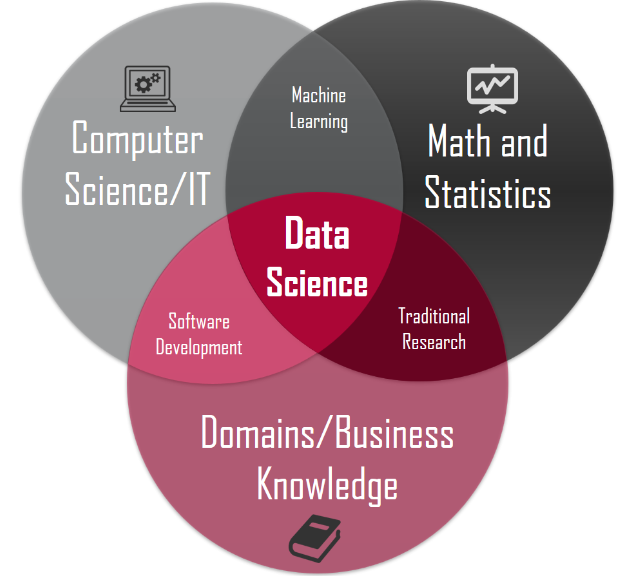 Machine
Learning
Computer
Science/IT
Math and
Statistics
Data
Science
Software
Development
Traditional
Research
Domains/Business
Knowledge